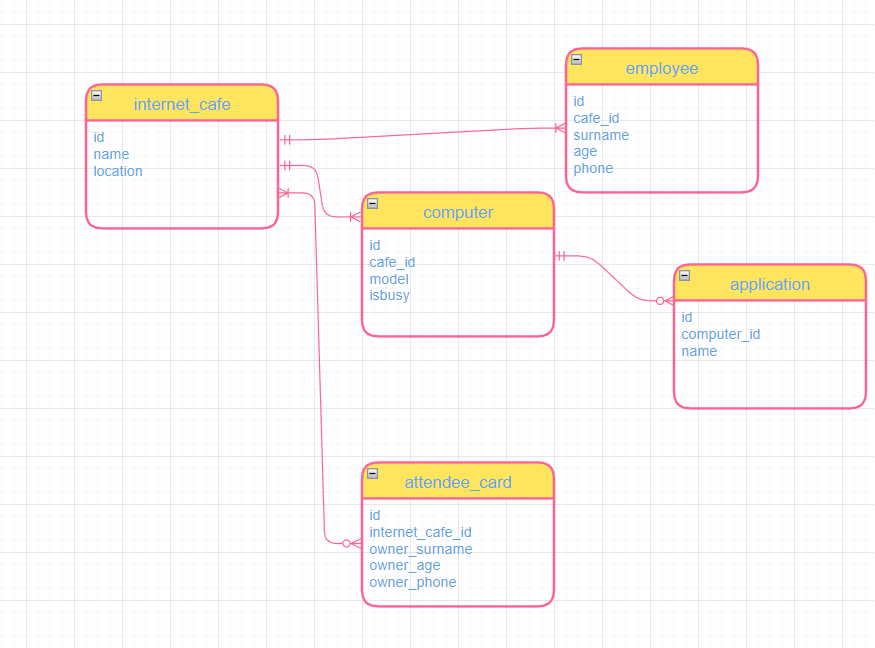 internet_cafe
id
name
location
employee
id
cafe_id
surname
age
phone
computer
id
cafe_id
model
isbusy
application
id
computer_id
name
attendee_card
id
internet_cafe_id
owner_surname
owner_age
owner_phone